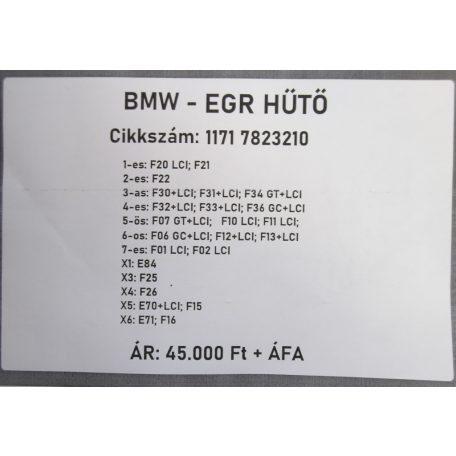 BMW - EGR HŰTŐ
Cikkszám: 1171 7823210
1-es: F20 LCI; F21
2-es: F22
3-as: F30+LCI; F31+LCI; F34 GT+LCI
4-es: F32+LCI; F33+LCI; F36 GC+LCI
5-ös: F07 GT+LCI; F10 LCI; F11 LCI;
6-os: F06 GC+LCI; F12+LCI; F13+LCI
7-es: F01 LCI; F02 LCI
X1: E84
X3: F25
X4: F26
X5: E70+LCI; F15
X6: E71; F16
ÁR: 45.000 Ft + ÁFA